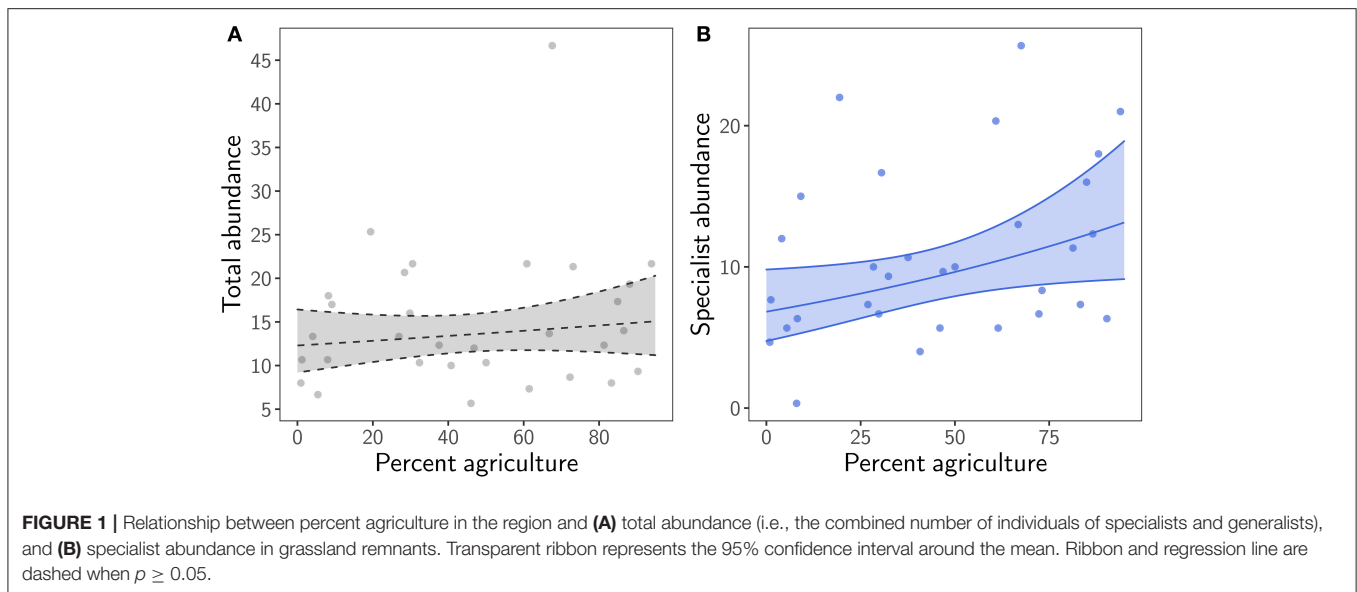 A
B
45
40
35
30
25
20
15
10
5
Total abundance
0 20 40 60 80
Percent agriculture
20
10
0
Specialist abundance
0 25 50 75
Percent agriculture
FIGURE 1 | Relationship between percent agriculture in the region and (A) total abundance (i.e., the combined number of individuals of specialists and generalists),
and (B) specialist abundance in grassland remnants. Transparent ribbon represents the 95% confidence interval around the mean. Ribbon and regression line are
dashed when p ≥ 0.05.